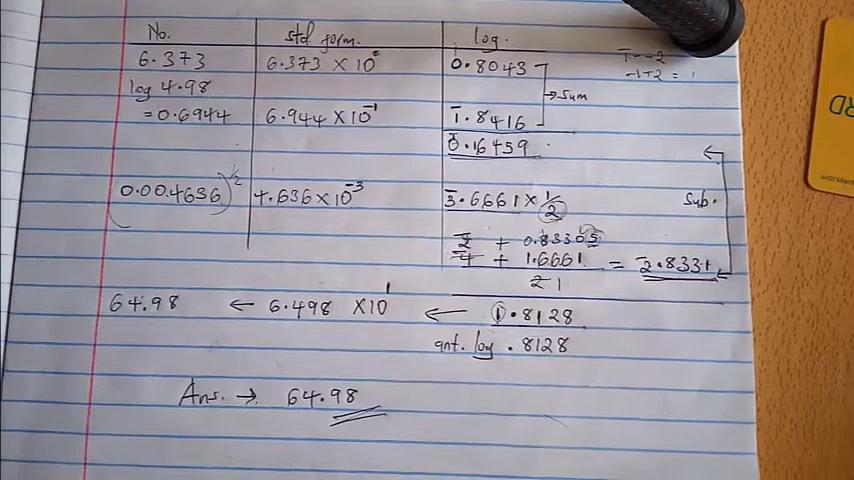 No. std form. log.
6.373 6.373 × 10⁰ 0.8043
1̄--2
-1+2 = 1
log 4.98
→ Sum
= 0.6944 6.944 × 10⁻¹ 1̄.8416
0.6459
0.004636)^1/2 4.636 × 10⁻³ 3̄.6661 × 1/2 Sub.
2̄ + 0.83305
4̄ + 1.6661 = 2̄.8331
2 1
64.98 ← 6.498 × 10¹ ← 1.8128
ant. log .8128
Ans. → 64.98
RD